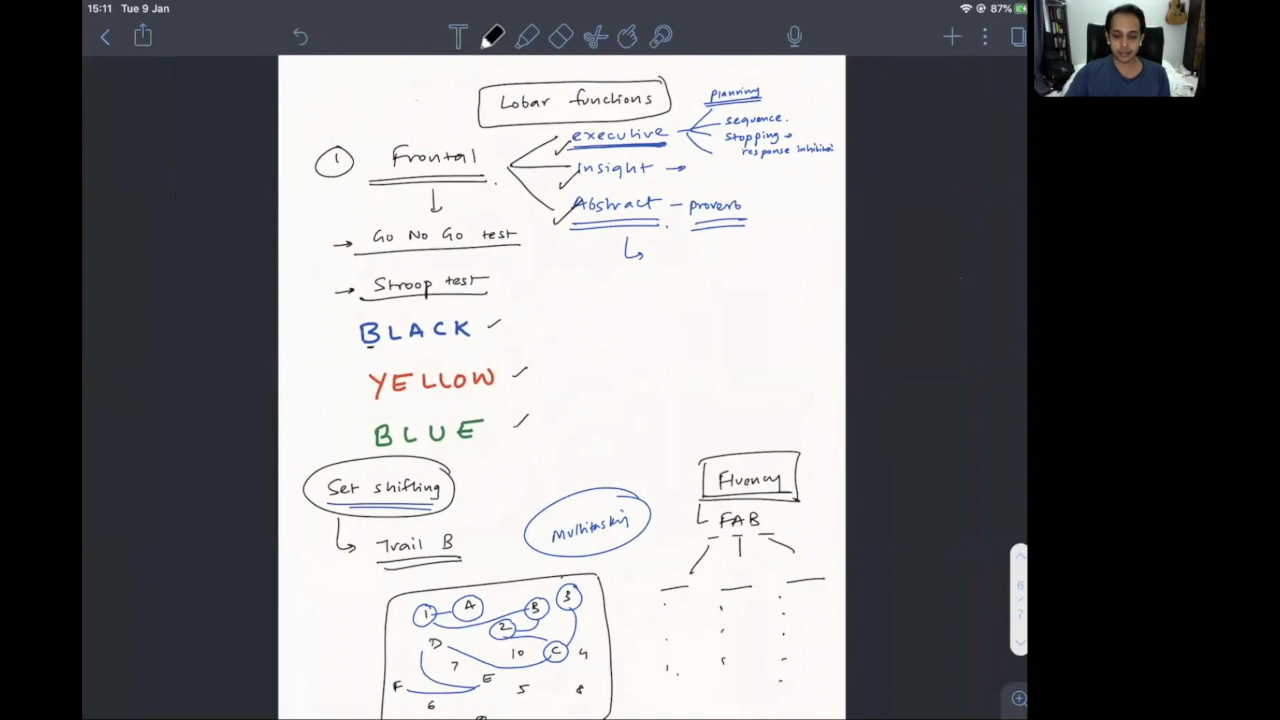 15:11 Tue 9 Jan
87%
Lobar functions
planning
sequence.
stopping →
response inhibition
executive
① Frontal
Insight →
Abstract – proverb
→ Go No Go test
→ Stroop test
BLACK ✓
YELLOW ✓
BLUE ✓
Set shifting
Fluency
FAB
Multitasking
Trail B
1 A B 3
2
D 10 C 4
7
F E 5 8
6
6
7